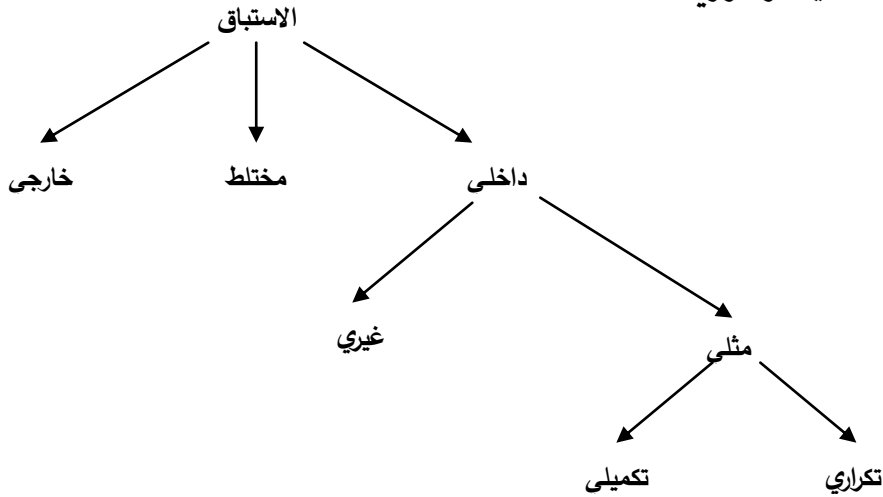 الاستباق
داخلى
مختلط
خارجى
غيري
مثلى
تكراري
تكميلى